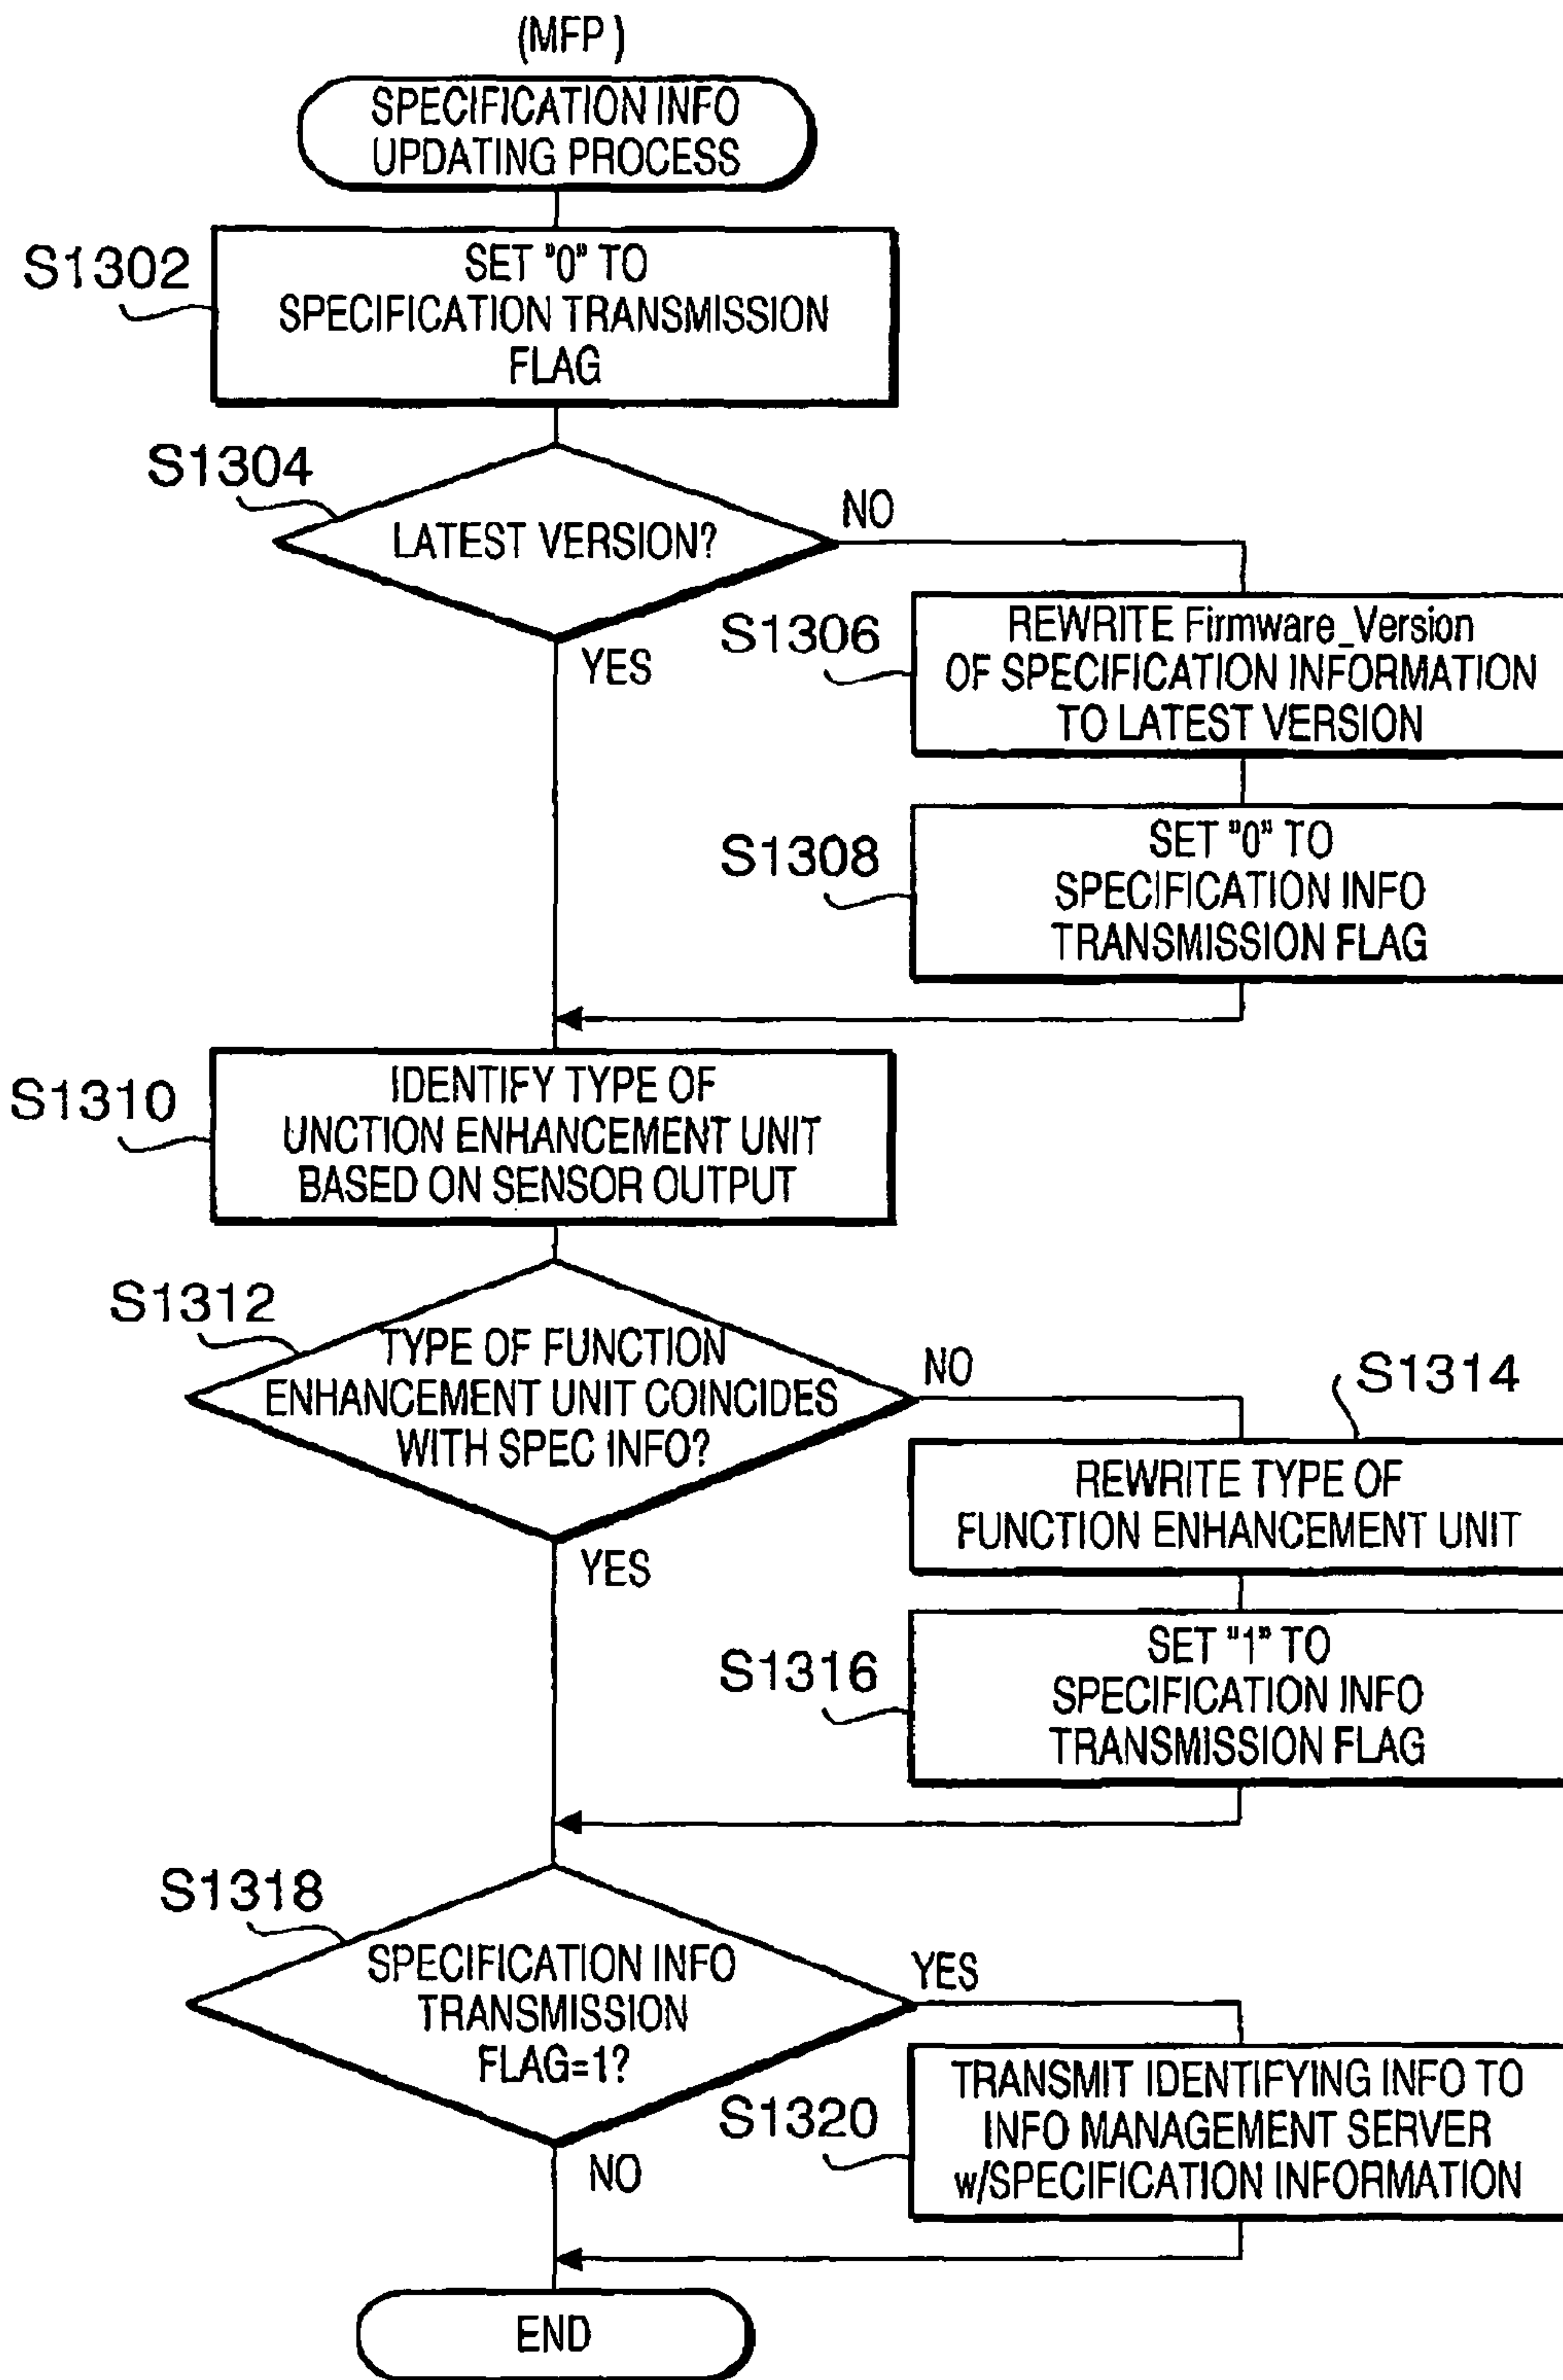 (MFP)
SPECIFICATION INFO
UPDATING PROCESS
S1302
SET "0" TO
SPECIFICATION TRANSMISSION
FLAG
S1304
LATEST VERSION?
NO
YES
S1306
REWRITE Firmware_Version
OF SPECIFICATION INFORMATION
TO LATEST VERSION
S1308
SET "0" TO
SPECIFICATION INFO
TRANSMISSION FLAG
S1310
IDENTIFY TYPE OF
UNCTION ENHANCEMENT UNIT
BASED ON SENSOR OUTPUT
S1312
TYPE OF FUNCTION
ENHANCEMENT UNIT COINCIDES
WITH SPEC INFO?
NO
YES
S1314
REWRITE TYPE OF
FUNCTION ENHANCEMENT UNIT
S1316
SET "1" TO
SPECIFICATION INFO
TRANSMISSION FLAG
S1318
SPECIFICATION INFO
TRANSMISSION
FLAG=1?
YES
NO
S1320
TRANSMIT IDENTIFYING INFO TO
INFO MANAGEMENT SERVER
w/SPECIFICATION INFORMATION
END